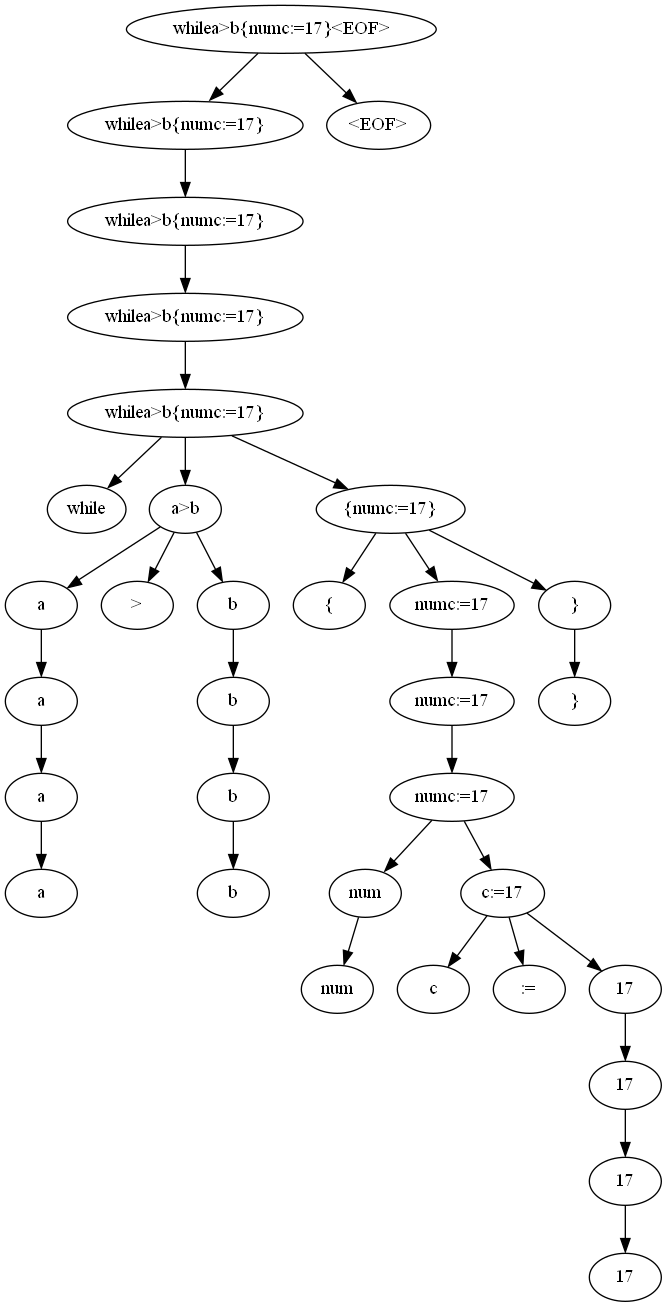 whilea>b{numc:=17}<EOF>
whilea>b{numc:=17}
<EOF>
whilea>b{numc:=17}
whilea>b{numc:=17}
whilea>b{numc:=17}
while
a>b
{numc:=17}
a
>
b
{
numc:=17
}
a
b
numc:=17
}
a
b
numc:=17
a
b
num
c:=17
num
c
:=
17
17
17
17